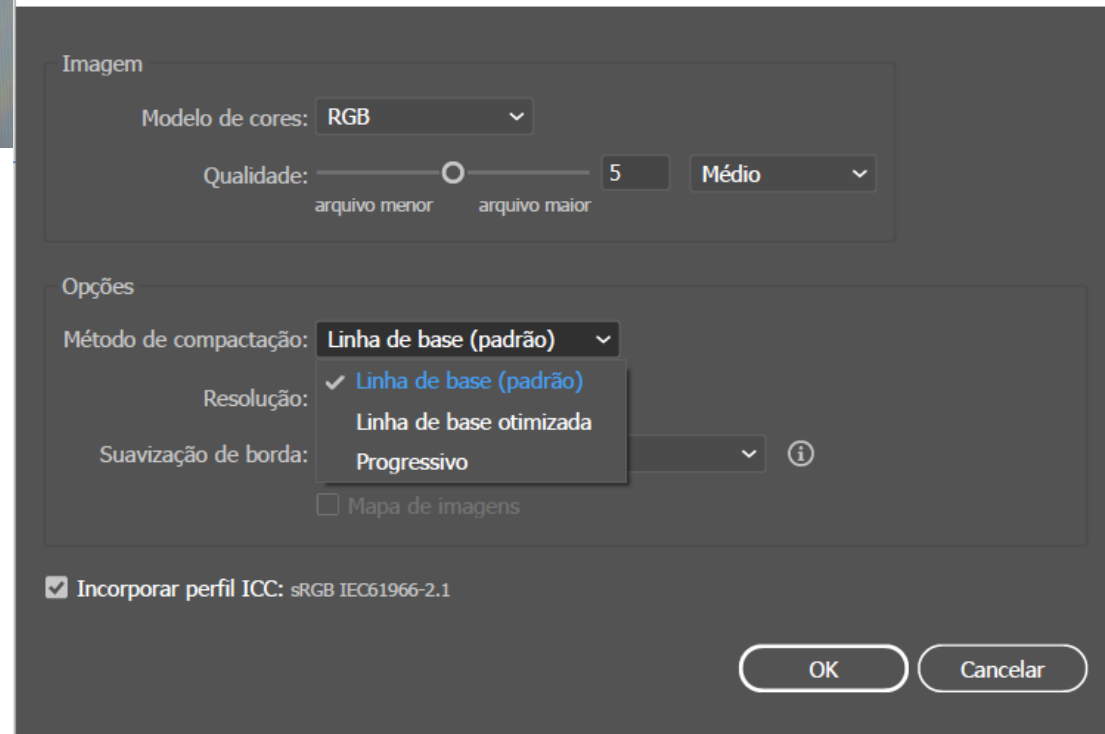 Imagem
Modelo de cores: RGB
Qualidade: 5 Médio
arquivo menor arquivo maior
Opções
Método de compactação: Linha de base (padrão)
Linha de base (padrão)
Resolução:
Linha de base otimizada
Suavização de borda:
Progressivo
Mapa de imagens
Incorporar perfil ICC: sRGB IEC61966-2.1
OK Cancelar